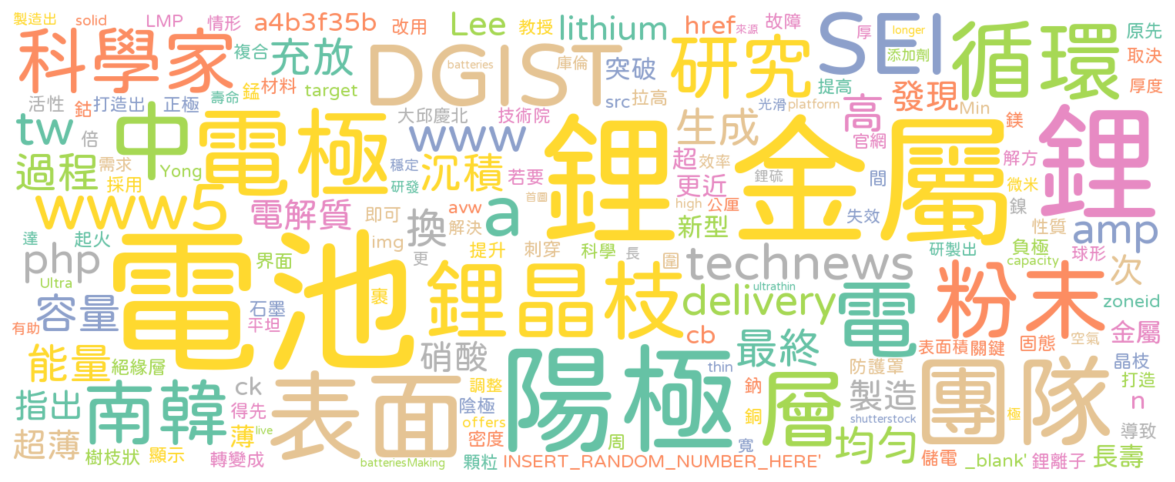 製造出 LMP 情形 a4b3f35b 改用 Lee 教授 lithium href 來源 故障 厚 solid longer 原先
科學家 複合 充放 DGIST batteries 庫倫 突破 研究 添加劑 SEI 循環 取決
壽命 材料 target src 拉高 提高 厚度
活性 鈷 打造出 錳 正極 光滑 platform 高 發現 Min
tw 倍 中 電極 大邱慶北 技術院 www 生成 鋰金屬 官網 鎂 鋰
需求 Yong 穩定 沉積 若要 超 效率 鋰硫 間 解方
過程 採用 研發 首圖 更近 high 公厘 微米 鎳
www5 電解質 即可 換 avw a 新型 失效 性質 amp
達 起火 界面 img 解決 提升 刺穿 科學 長 圍 研製出 負極 球形
php Ultra 電池 更 鋰晶枝 technews capacity 次
容量 石墨 裹 delivery ultrathin 電 粉末 zoneid
有助 平坦 cb 最終 表面積 關鍵 固態 空氣 金屬
能量 絕緣層 硝酸 thin 防護罩 晶枝
指出 南韓 ck 表面 調整 陽極 鈉 層 製造 團隊 打造
得先 陰極 offers 銅 shutterstock 極 n
超薄 樹枝狀 顯示 薄 live 密度 周 寬 均勻 導致
轉變成 batteriesMaking 顆粒 INSERT_RANDOM_NUMBER_HERE' 儲電 _blank' 鋰離子 長壽